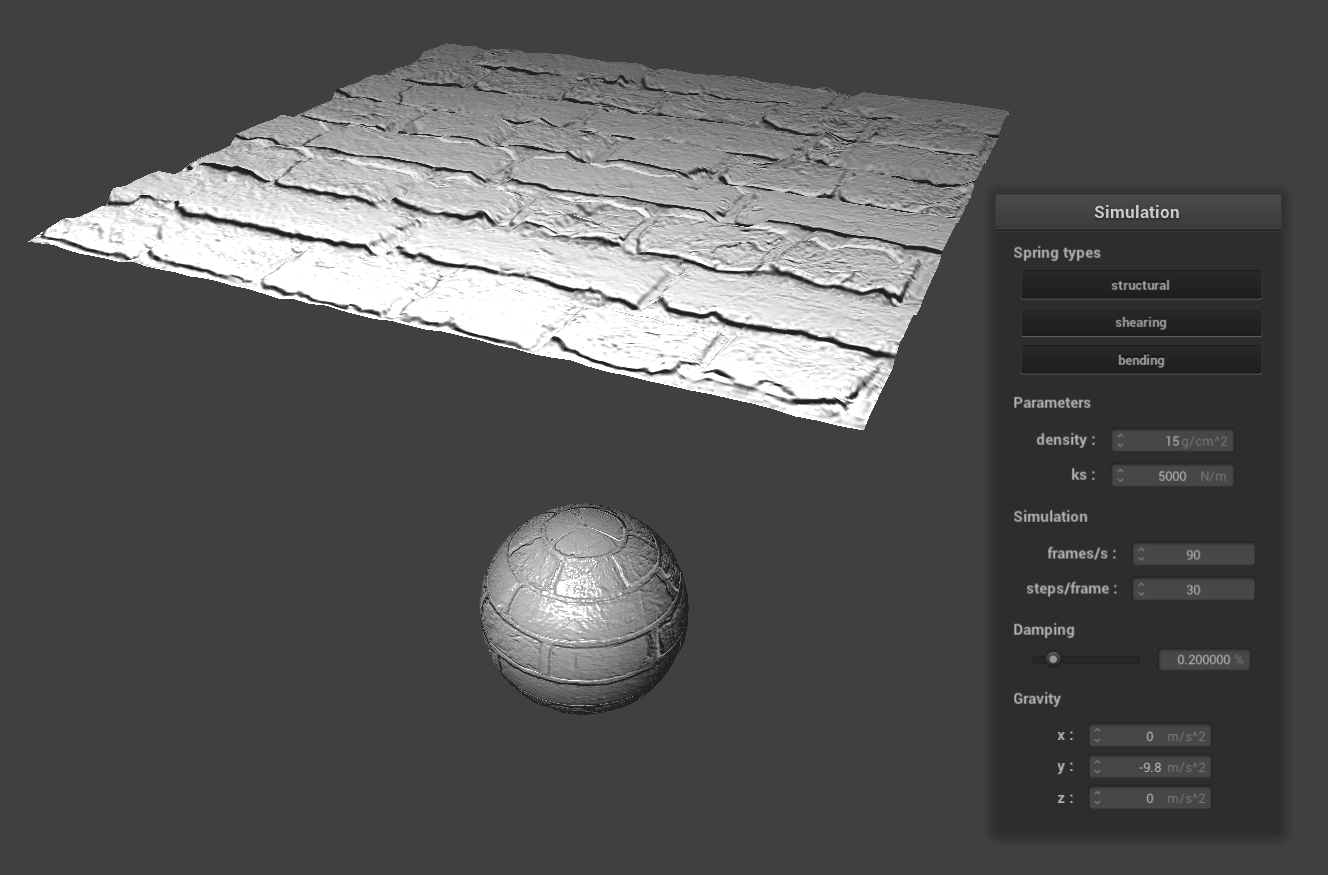 Simulation
Spring types
structural
shearing
bending
Parameters
density : 15 g/cm^2
ks : 5000 N/m
Simulation
frames/s : 90
steps/frame : 30
Damping
0.200000 %
Gravity
x : 0 m/s^2
y : -9.8 m/s^2
z : 0 m/s^2